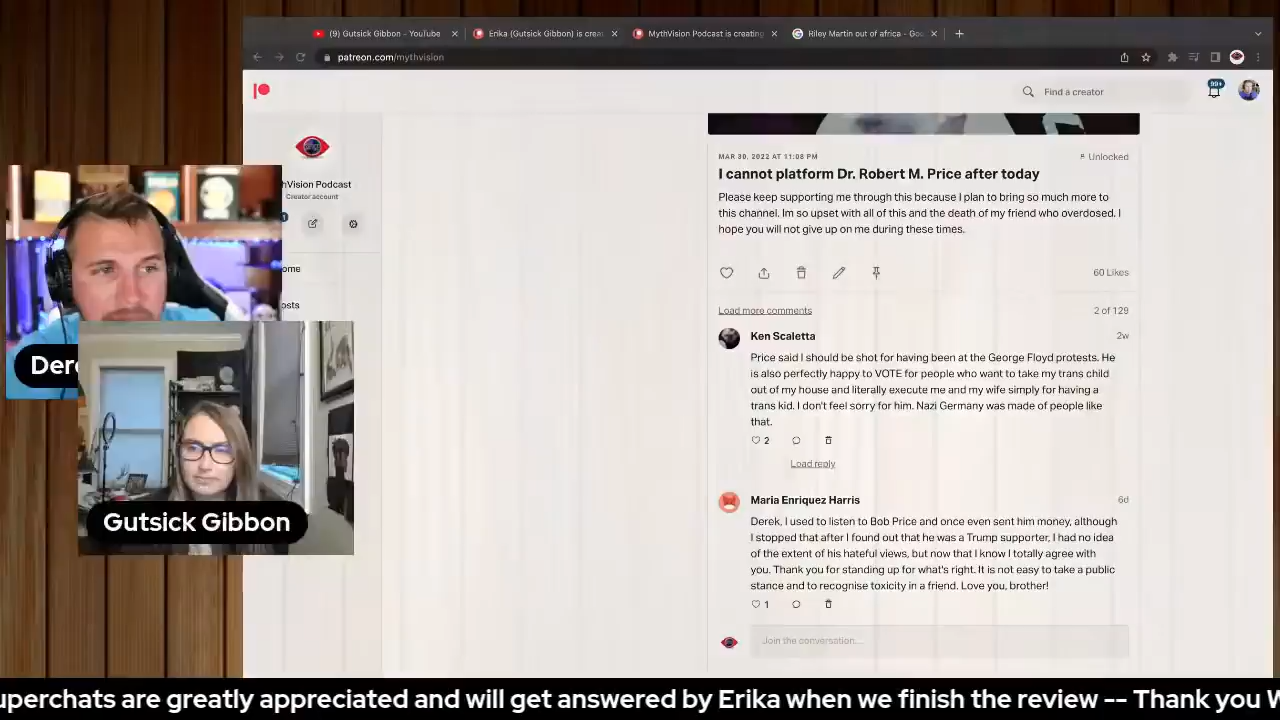 (9) Gutsick Gibbon - YouTube
Erika (Gutsick Gibbon) is crea
MythVision Podcast is creating
Riley Martin out of africa - Goo
patreon.com/mythvision
Find a creator
99+
hVision Podcast
Creator account
ome
osts
MAR 30, 2022 AT 11:08 PM
Unlocked
I cannot platform Dr. Robert M. Price after today
Please keep supporting me through this because I plan to bring so much more to
this channel. Im so upset with all of this and the death of my friend who overdosed. I
hope you will not give up on me during these times.
60 Likes
Load more comments
2 of 129
Ken Scaletta
2w
Price said I should be shot for having been at the George Floyd protests. He
is also perfectly happy to VOTE for people who want to take my trans child
out of my house and literally execute me and my wife simply for having a
trans kid. I don't feel sorry for him. Nazi Germany was made of people like
that.
2
Load reply
Maria Enriquez Harris
6d
Derek, I used to listen to Bob Price and once even sent him money, although
I stopped that after I found out that he was a Trump supporter, I had no idea
of the extent of his hateful views, but now that I know I totally agree with
you. Thank you for standing up for what's right. It is not easy to take a public
stance and to recognise toxicity in a friend. Love you, brother!
1
Join the conversation...
Dere
Gutsick Gibbon
uperchats are greatly appreciated and will get answered by Erika when we finish the review -- Thank you W